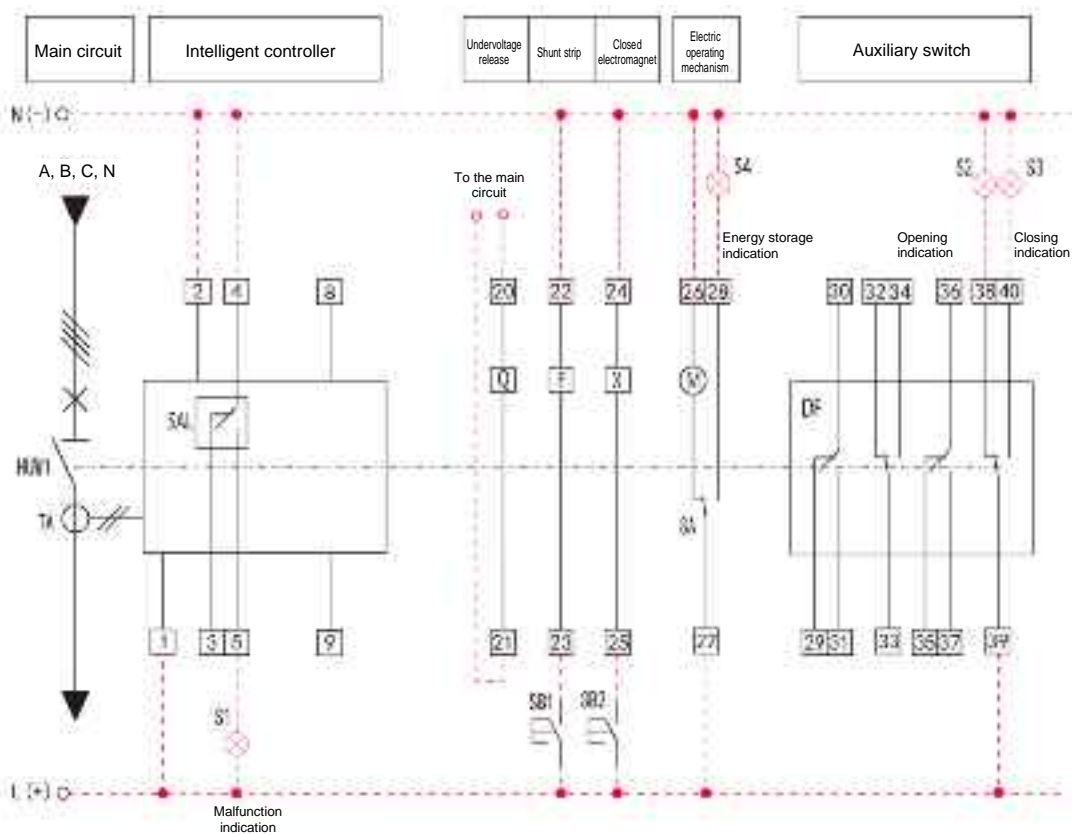 Main circuit
Intelligent controller
Undervoltage
release
Shunt strip
Closed
electromagnet
Electric
operating
mechanism
Auxiliary switch
N (-)
A, B, C, N
To the main
circuit
S4
S2
S3
Energy storage
indication
Opening
indication
Closing
indication
2 4 8 20 22 24 26 28 30 32 34 36 38 40
Q F X M
SAL
DF
TA
SA
1 3 5 9 21 23 25 27 29 31 33 35 37 39
S1
SB1
SB2
L (+)
Malfunction
indication